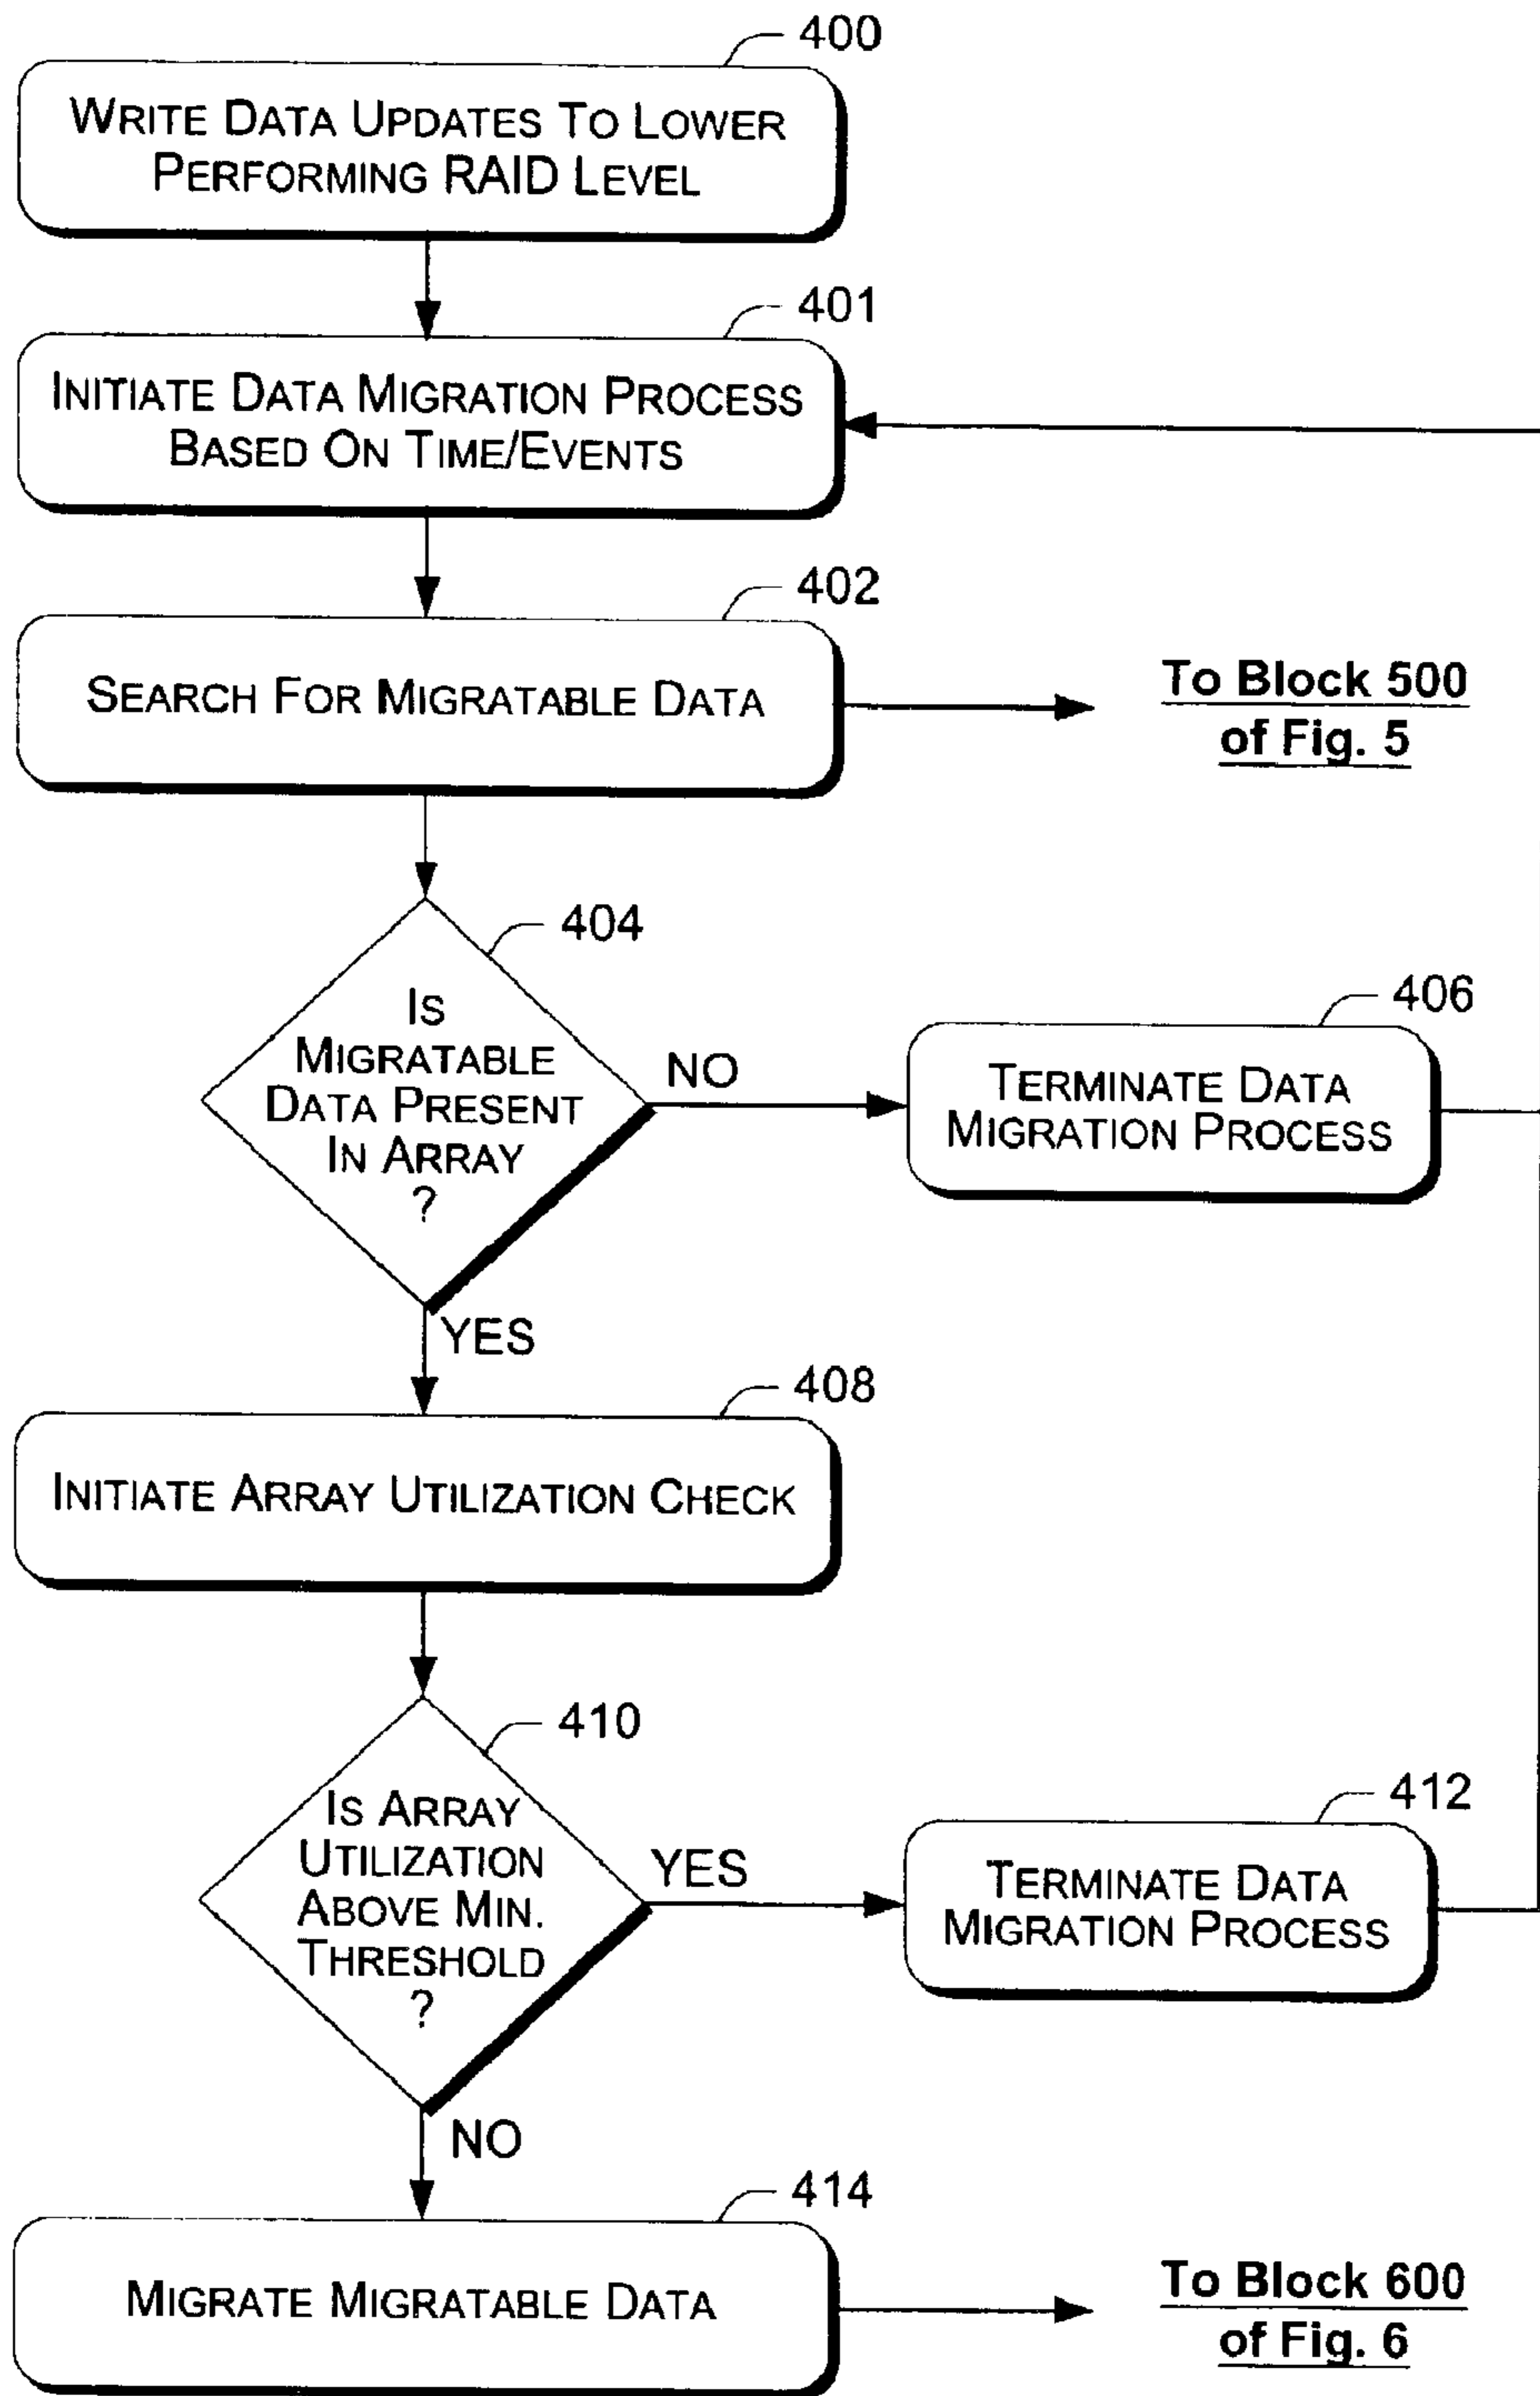 400
WRITE DATA UPDATES TO LOWER
PERFORMING RAID LEVEL
401
INITIATE DATA MIGRATION PROCESS
BASED ON TIME/EVENTS
402
SEARCH FOR MIGRATABLE DATA
To Block 500
of Fig. 5
404
IS
MIGRATABLE
DATA PRESENT
IN ARRAY
?
NO
406
TERMINATE DATA
MIGRATION PROCESS
YES
408
INITIATE ARRAY UTILIZATION CHECK
410
IS ARRAY
UTILIZATION
ABOVE MIN.
THRESHOLD
?
YES
412
TERMINATE DATA
MIGRATION PROCESS
NO
414
MIGRATE MIGRATABLE DATA
To Block 600
of Fig. 6